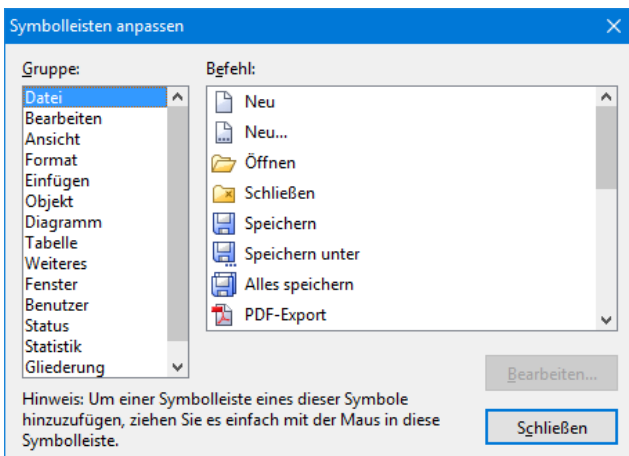 Symbolleisten anpassen
Gruppe:
Datei
Bearbeiten
Ansicht
Format
Einfügen
Objekt
Diagramm
Tabelle
Weiteres
Fenster
Benutzer
Status
Statistik
Gliederung
Befehl:
Neu
Neu...
Öffnen
Schließen
Speichern
Speichern unter
Alles speichern
PDF-Export
Bearbeiten...
Hinweis: Um einer Symbolleiste eines dieser Symbole
hinzuzufügen, ziehen Sie es einfach mit der Maus in diese
Symbolleiste.
Schließen